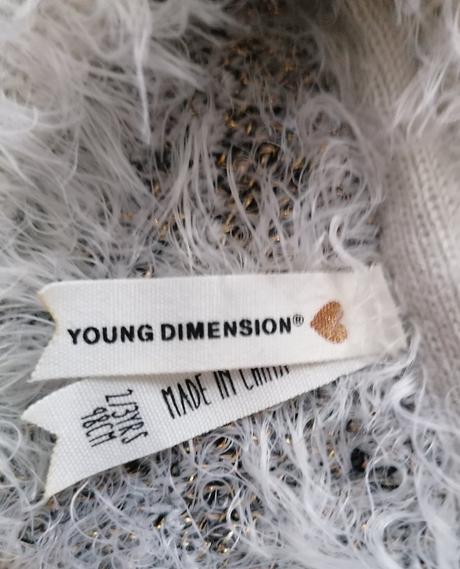 YOUNG DIMENSION®
MADE IN CHINA
2/3YRS
98CM